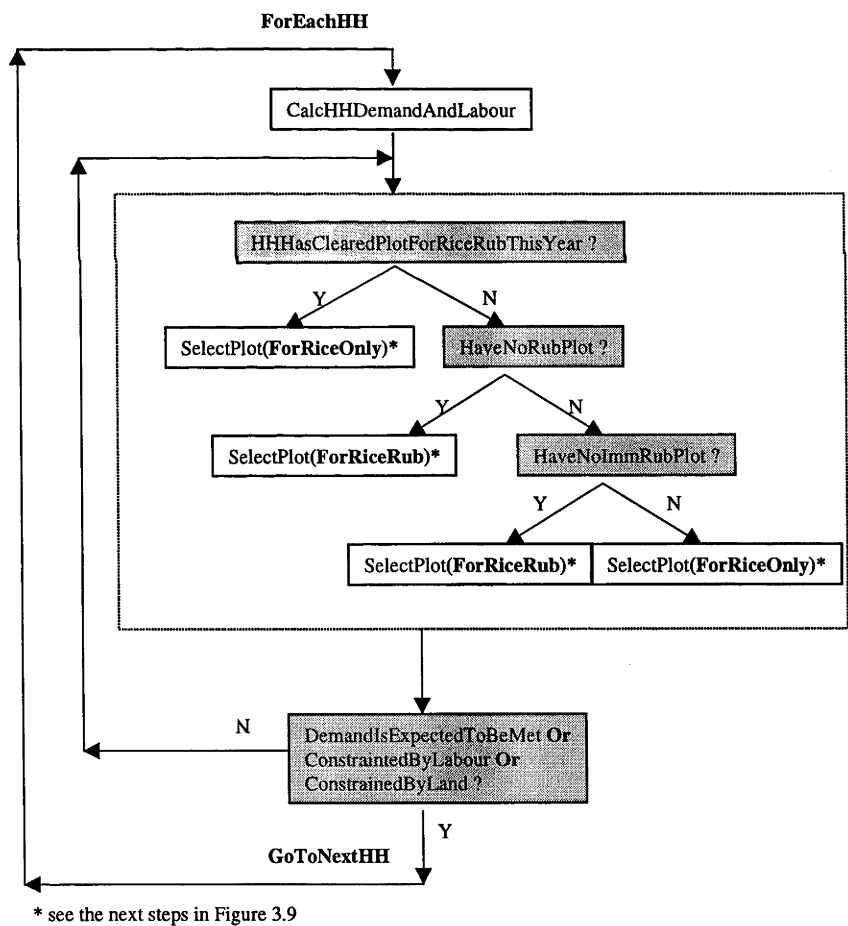 ForEachHH
CalcHHDemandAndLabour
HHHasClearedPlotForRiceRubThisYear ?
Y
N
SelectPlot(ForRiceOnly)*
HaveNoRubPlot ?
Y
N
SelectPlot(ForRiceRub)*
HaveNoImmRubPlot ?
Y
N
SelectPlot(ForRiceRub)*
SelectPlot(ForRiceOnly)*
N
DemandIsExpectedToBeMet Or
ConstraintedByLabour Or
ConstrainedByLand ?
Y
GoToNextHH
* see the next steps in Figure 3.9